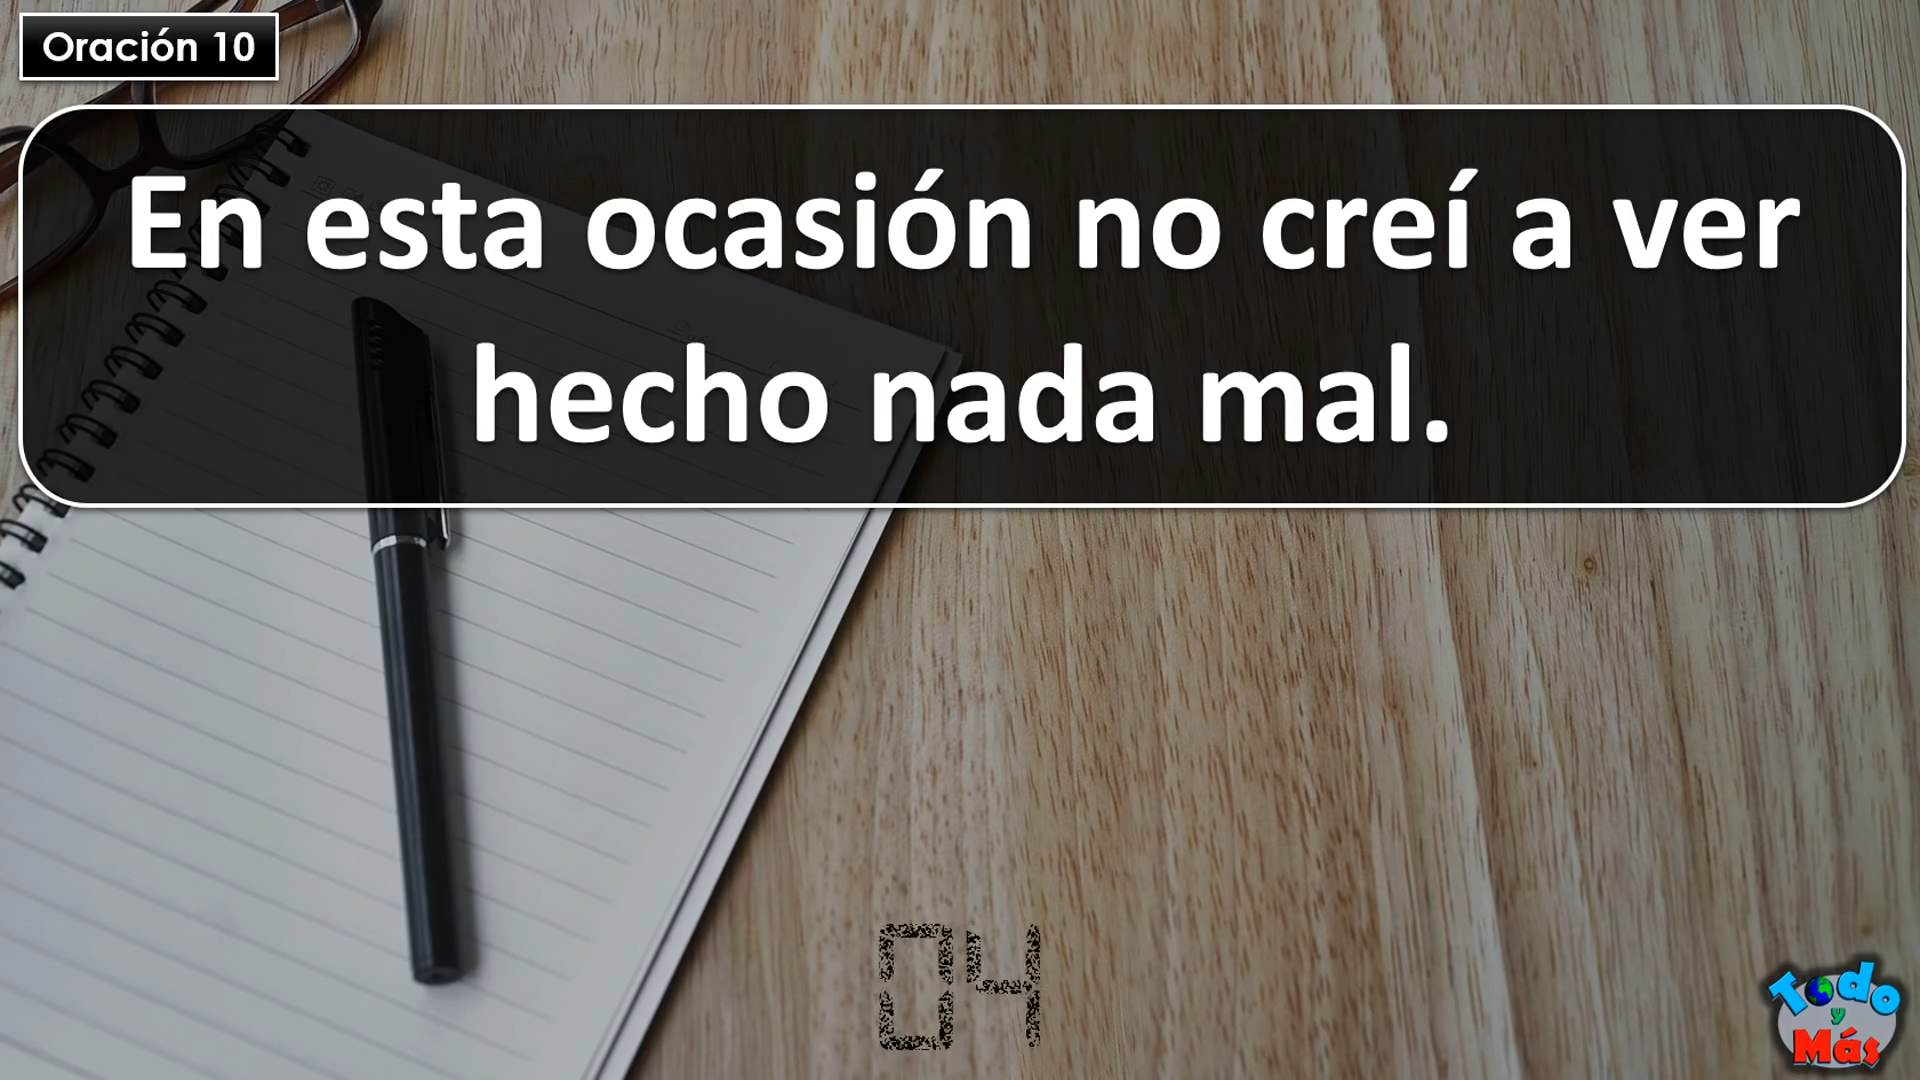 Oración 10
En esta ocasión no creí a ver
hecho nada mal.
04
Todo
y
Más